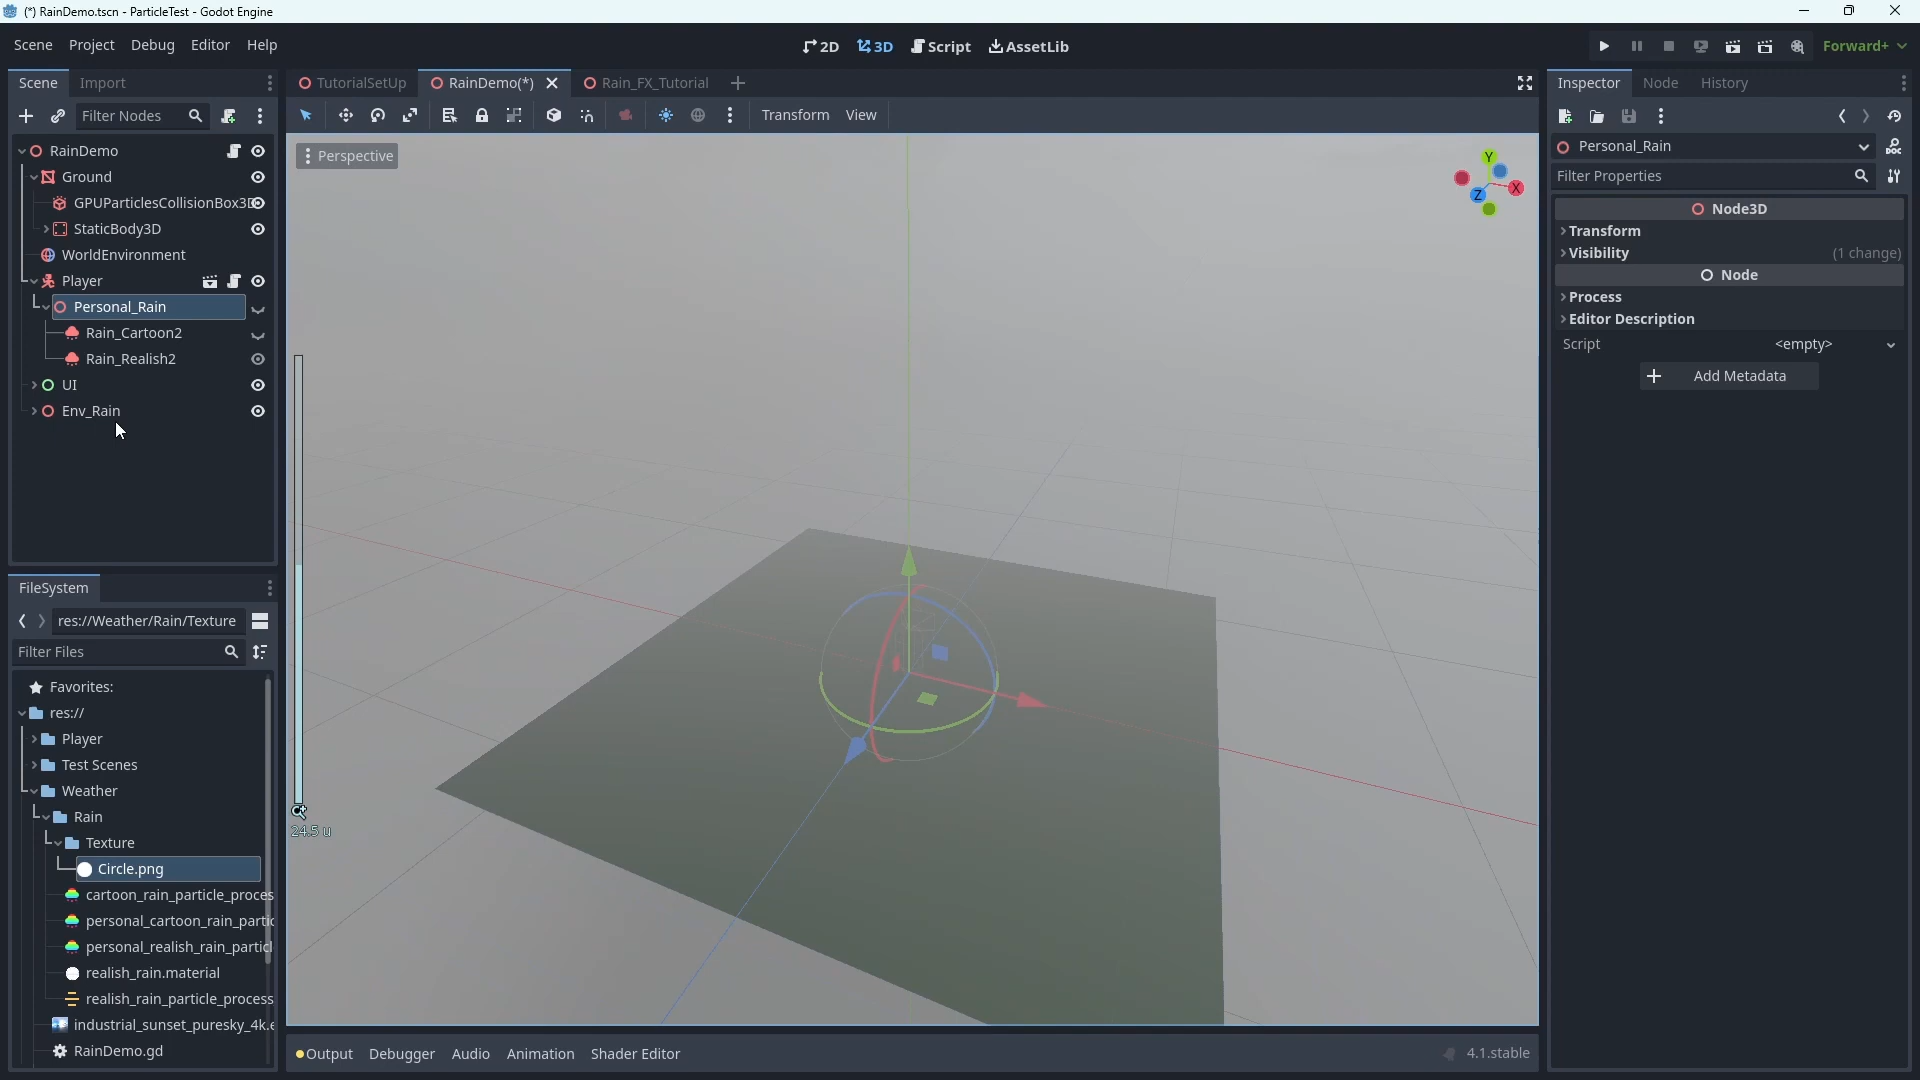 (*) RainDemo.tscn - ParticleTest - Godot Engine
Scene Project Debug Editor Help
2D 3D Script AssetLib
Forward+
Scene Import
TutorialSetUp RainDemo(*) Rain_FX_Tutorial
Inspector Node History
Filter Nodes
Transform View
RainDemo
Ground
GPUParticlesCollisionBox3D
StaticBody3D
WorldEnvironment
Player
Personal_Rain
Rain_Cartoon2
Rain_Realish2
UI
Env_Rain
Perspective
Y
X
Z
24.5 u
Personal_Rain
Filter Properties
Node3D
Transform
Visibility (1 change)
Node
Process
Editor Description
Script <empty>
Add Metadata
FileSystem
res://Weather/Rain/Texture
Filter Files
Favorites:
res://
Player
Test Scenes
Weather
Rain
Texture
Circle.png
cartoon_rain_particle_proces
personal_cartoon_rain_partic
personal_realish_rain_particl
realish_rain.material
realish_rain_particle_process
industrial_sunset_puresky_4k.e
RainDemo.gd
Output Debugger Audio Animation Shader Editor
4.1.stable